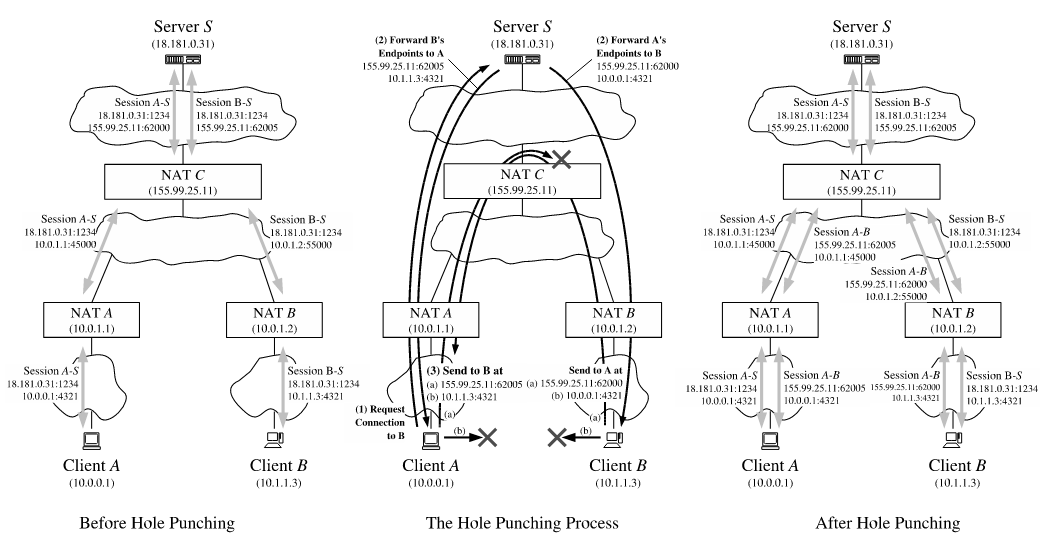 Server S
(18.181.0.31)
Session A-S
18.181.0.31:1234
155.99.25.11:62000
Session B-S
18.181.0.31:1234
155.99.25.11:62005
NAT C
(155.99.25.11)
Session A-S
18.181.0.31:1234
10.0.1.1:45000
Session B-S
18.181.0.31:1234
10.0.1.2:55000
NAT A
(10.0.1.1)
NAT B
(10.0.1.2)
Session A-S
18.181.0.31:1234
10.0.0.1:4321
Session B-S
18.181.0.31:1234
10.1.1.3:4321
Client A
(10.0.0.1)
Client B
(10.1.1.3)
Before Hole Punching
Server S
(18.181.0.31)
(2) Forward B's
Endpoints to A
155.99.25.11:62005
10.1.1.3:4321
(2) Forward A's
Endpoints to B
155.99.25.11:62000
10.0.0.1:4321
NAT C
(155.99.25.11)
NAT A
(10.0.1.1)
NAT B
(10.0.1.2)
(3) Send to B at
(a) 155.99.25.11:62005
(b) 10.1.1.3:4321
Send to A at
(a) 155.99.25.11:62000
(b) 10.0.0.1:4321
(1) Request
Connection
to B
(a)
(b)
(a)
(b)
Client A
(10.0.0.1)
Client B
(10.1.1.3)
The Hole Punching Process
Server S
(18.181.0.31)
Session A-S
18.181.0.31:1234
155.99.25.11:62000
Session B-S
18.181.0.31:1234
155.99.25.11:62005
NAT C
(155.99.25.11)
Session A-S
18.181.0.31:1234
10.0.1.1:45000
Session A-B
155.99.25.11:62005
10.0.1.1:45000
Session B-S
18.181.0.31:1234
10.0.1.2:55000
Session A-B
155.99.25.11:62000
10.0.1.2:55000
NAT A
(10.0.1.1)
NAT B
(10.0.1.2)
Session A-S
18.181.0.31:1234
10.0.0.1:4321
Session A-B
155.99.25.11:62005
10.0.0.1:4321
Session A-B
155.99.25.11:62000
10.1.1.3:4321
Session B-S
18.181.0.31:1234
10.1.1.3:4321
Client A
(10.0.0.1)
Client B
(10.1.1.3)
After Hole Punching